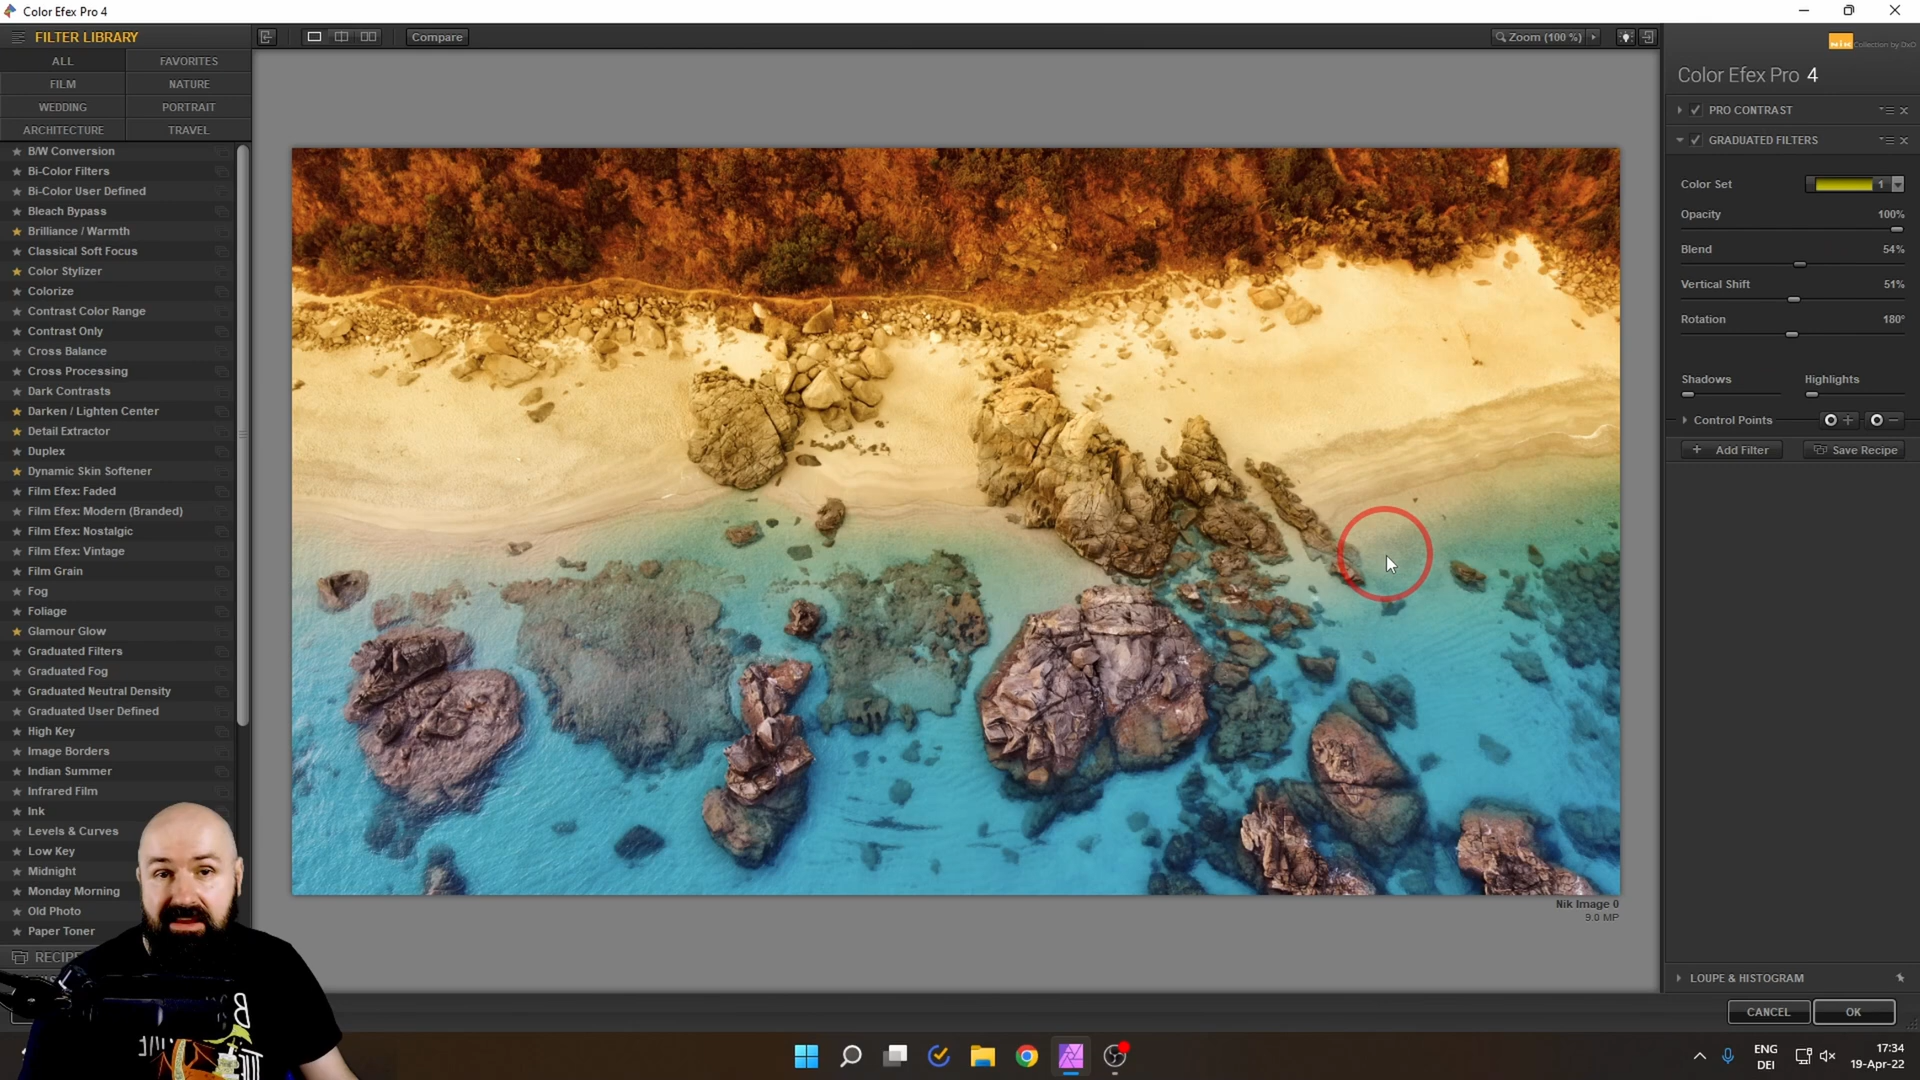 Color Efex Pro 4
FILTER LIBRARY
Compare
Zoom (100 %)
Nik Collection by DxO
ALL
FAVORITES
FILM
NATURE
WEDDING
PORTRAIT
ARCHITECTURE
TRAVEL
B/W Conversion
Bi-Color Filters
Bi-Color User Defined
Bleach Bypass
Brilliance / Warmth
Classical Soft Focus
Color Stylizer
Colorize
Contrast Color Range
Contrast Only
Cross Balance
Cross Processing
Dark Contrasts
Darken / Lighten Center
Detail Extractor
Duplex
Dynamic Skin Softener
Film Efex: Faded
Film Efex: Modern (Branded)
Film Efex: Nostalgic
Film Efex: Vintage
Film Grain
Fog
Foliage
Glamour Glow
Graduated Filters
Graduated Fog
Graduated Neutral Density
Graduated User Defined
High Key
Image Borders
Indian Summer
Infrared Film
Ink
Levels & Curves
Low Key
Midnight
Monday Morning
Old Photo
Paper Toner
RECIPE
Nik Image 0
9.0 MP
Color Efex Pro 4
PRO CONTRAST
GRADUATED FILTERS
Color Set 1
Opacity 100%
Blend 54%
Vertical Shift 51%
Rotation 180°
Shadows Highlights
Control Points
Add Filter Save Recipe
LOUPE & HISTOGRAM
CANCEL OK
ENG
DEI
17:34
19-Apr-22